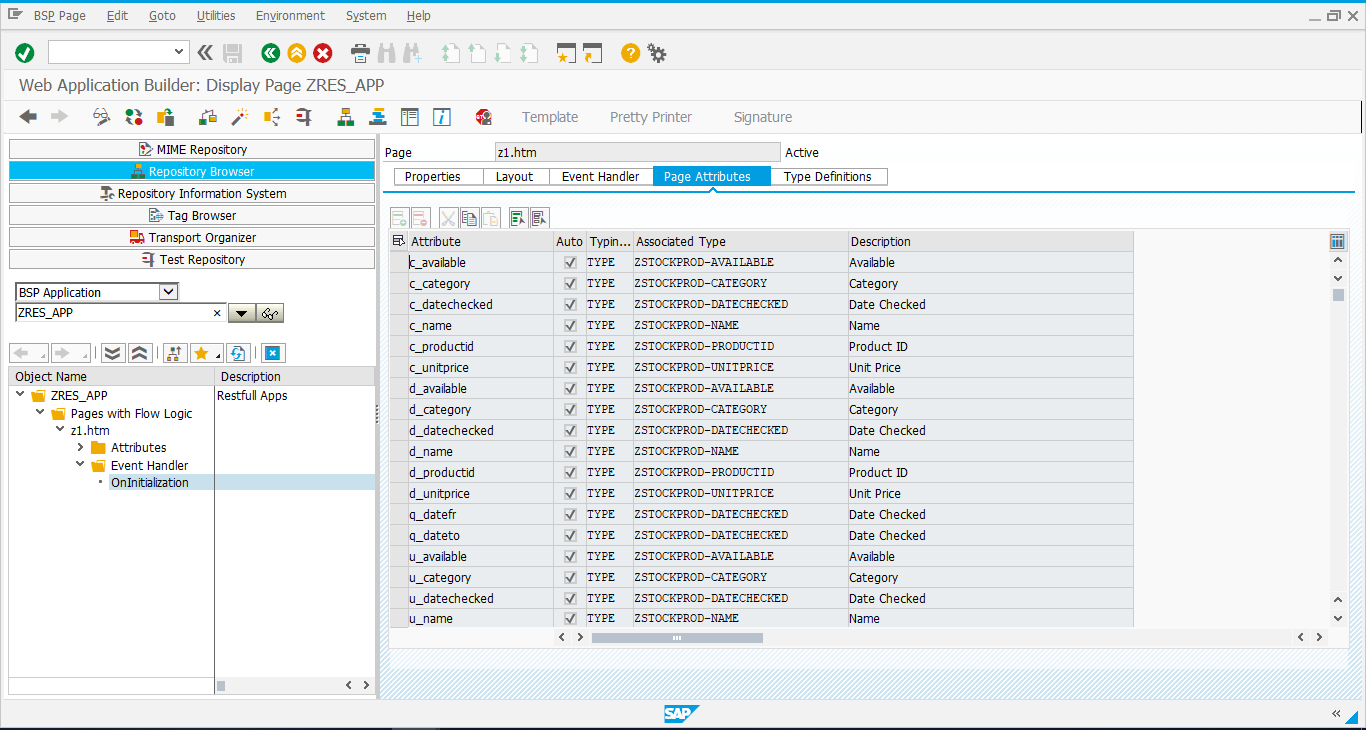 BSP Page Edit Goto Utilities Environment System Help
Web Application Builder: Display Page ZRES_APP
Template Pretty Printer Signature
MIME Repository
Repository Browser
Repository Information System
Tag Browser
Transport Organizer
Test Repository
BSP Application
ZRES_APP
Object Name Description
ZRES_APP Restfull Apps
Pages with Flow Logic
z1.htm
Attributes
Event Handler
OnInitialization
Page z1.htm Active
Properties Layout Event Handler Page Attributes Type Definitions
Attribute Auto Typin... Associated Type Description
c_available TYPE ZSTOCKPROD-AVAILABLE Available
c_category TYPE ZSTOCKPROD-CATEGORY Category
c_datechecked TYPE ZSTOCKPROD-DATECHECKED Date Checked
c_name TYPE ZSTOCKPROD-NAME Name
c_productid TYPE ZSTOCKPROD-PRODUCTID Product ID
c_unitprice TYPE ZSTOCKPROD-UNITPRICE Unit Price
d_available TYPE ZSTOCKPROD-AVAILABLE Available
d_category TYPE ZSTOCKPROD-CATEGORY Category
d_datechecked TYPE ZSTOCKPROD-DATECHECKED Date Checked
d_name TYPE ZSTOCKPROD-NAME Name
d_productid TYPE ZSTOCKPROD-PRODUCTID Product ID
d_unitprice TYPE ZSTOCKPROD-UNITPRICE Unit Price
q_datefr TYPE ZSTOCKPROD-DATECHECKED Date Checked
q_dateto TYPE ZSTOCKPROD-DATECHECKED Date Checked
u_available TYPE ZSTOCKPROD-AVAILABLE Available
u_category TYPE ZSTOCKPROD-CATEGORY Category
u_datechecked TYPE ZSTOCKPROD-DATECHECKED Date Checked
u_name TYPE ZSTOCKPROD-NAME Name
SAP